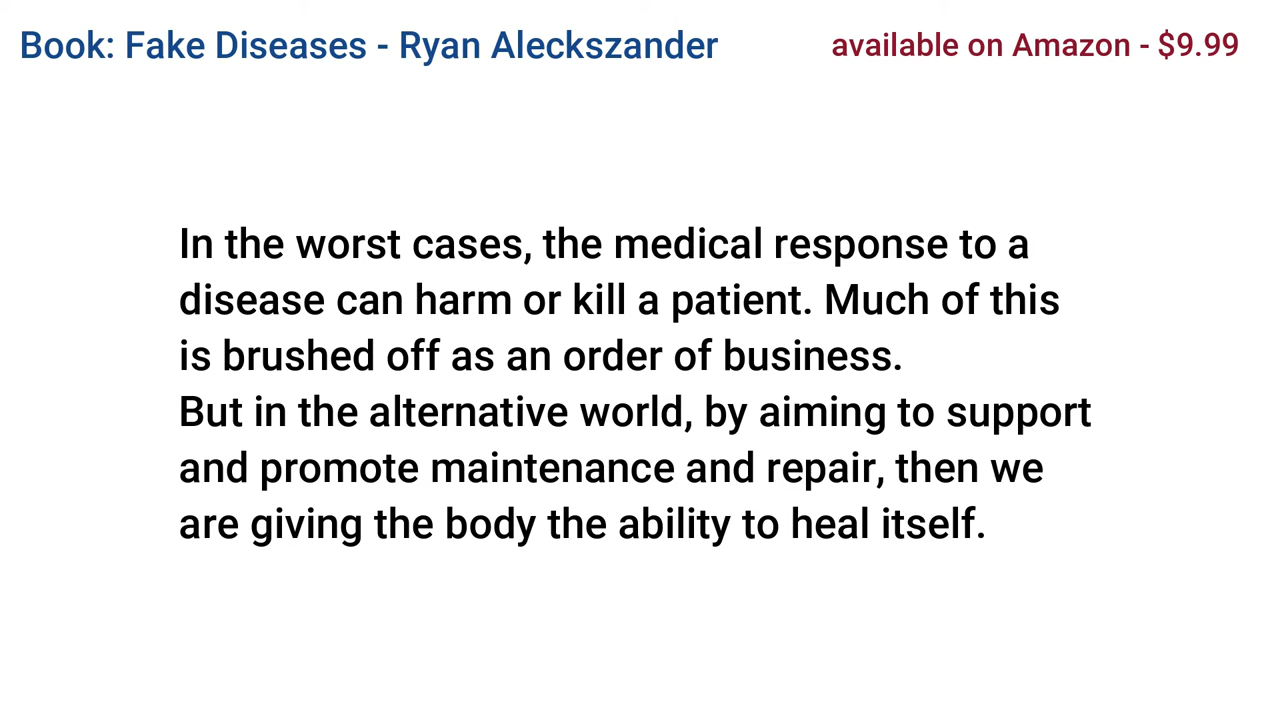 Book: Fake Diseases - Ryan Aleckszander
available on Amazon - $9.99
In the worst cases, the medical response to a
disease can harm or kill a patient. Much of this
is brushed off as an order of business.
But in the alternative world, by aiming to support
and promote maintenance and repair, then we
are giving the body the ability to heal itself.